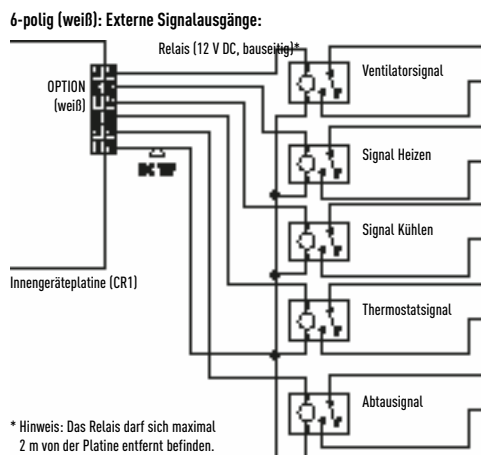 6-polig (weiß): Externe Signalausgänge:
Relais (12 V DC, bauseitig)*
OPTION
(weiß)
Ventilatorsignal
Signal Heizen
Signal Kühlen
Innengeräteplatine (CR1)
Thermostatsignal
Abtausignal
* Hinweis: Das Relais darf sich maximal
2 m von der Platine entfernt befinden.